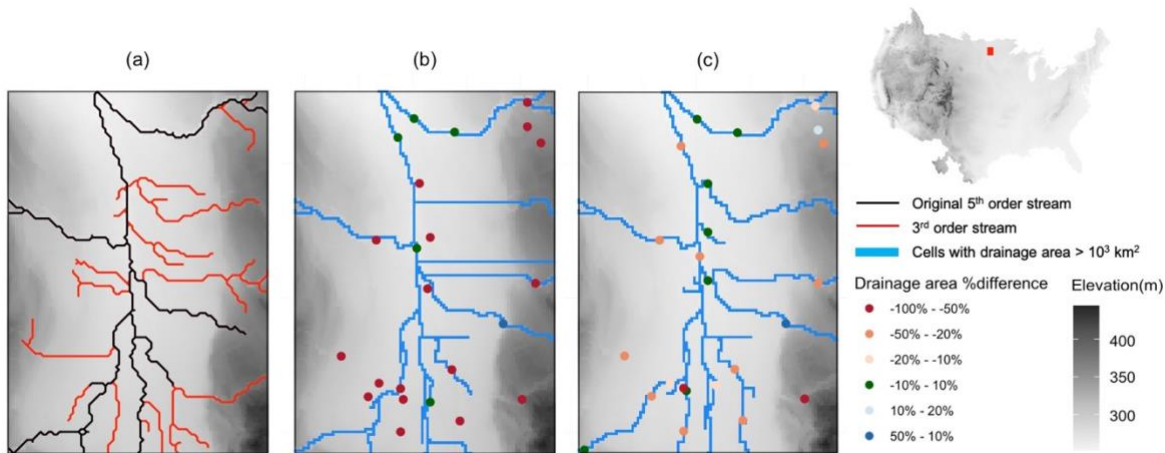 (a)
(b)
(c)
Original 5th order stream
3rd order stream
Cells with drainage area > 10³ km²
Drainage area %difference
-100% - -50%
-50% - -20%
-20% - -10%
-10% - 10%
10% - 20%
50% - 10%
Elevation(m)
400
350
300